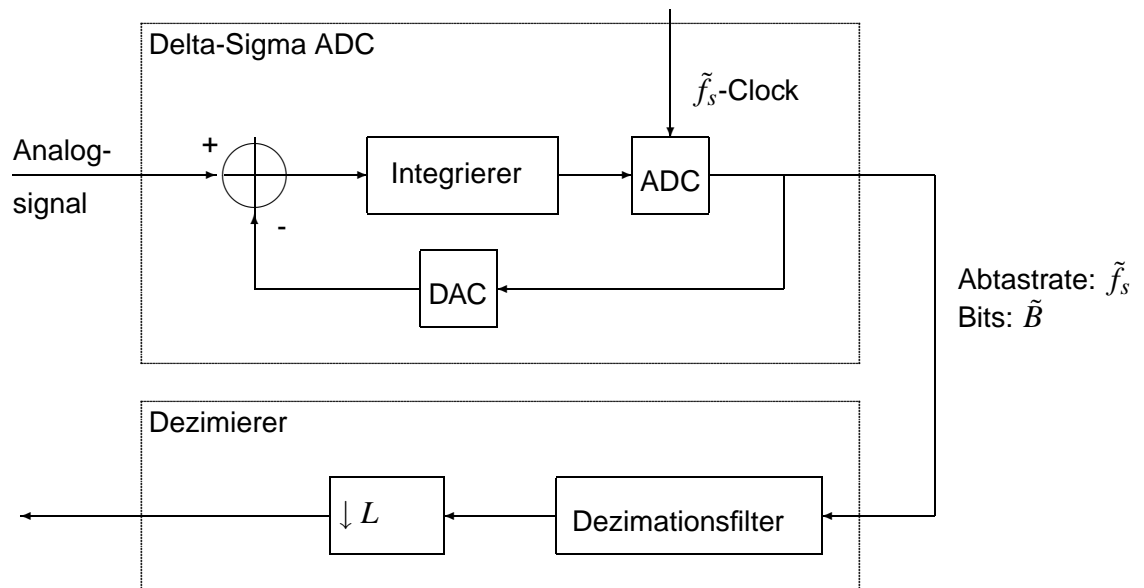 Delta-Sigma ADC
f̃ₛ-Clock
Analog-
signal
+
-
Integrierer
ADC
DAC
Abtastrate: f̃ₛ
Bits: B̃
Dezimierer
↓ L
Dezimationsfilter